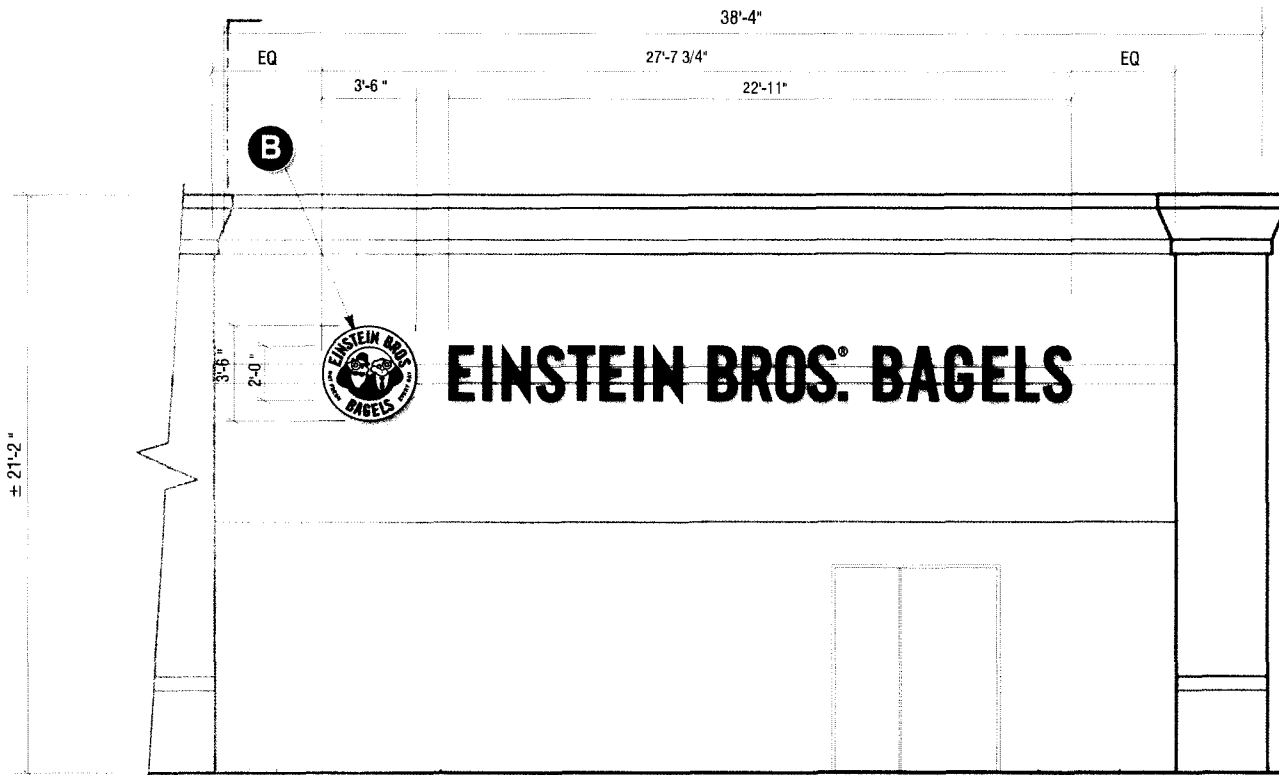 38'-4"
EQ
27'-7 3/4"
EQ
3'-6 "
22'-11"
B
± 21'-2 "
3'-6 "
2'-0 "
EINSTEIN BROS
BAGELS
EINSTEIN BROS.® BAGELS